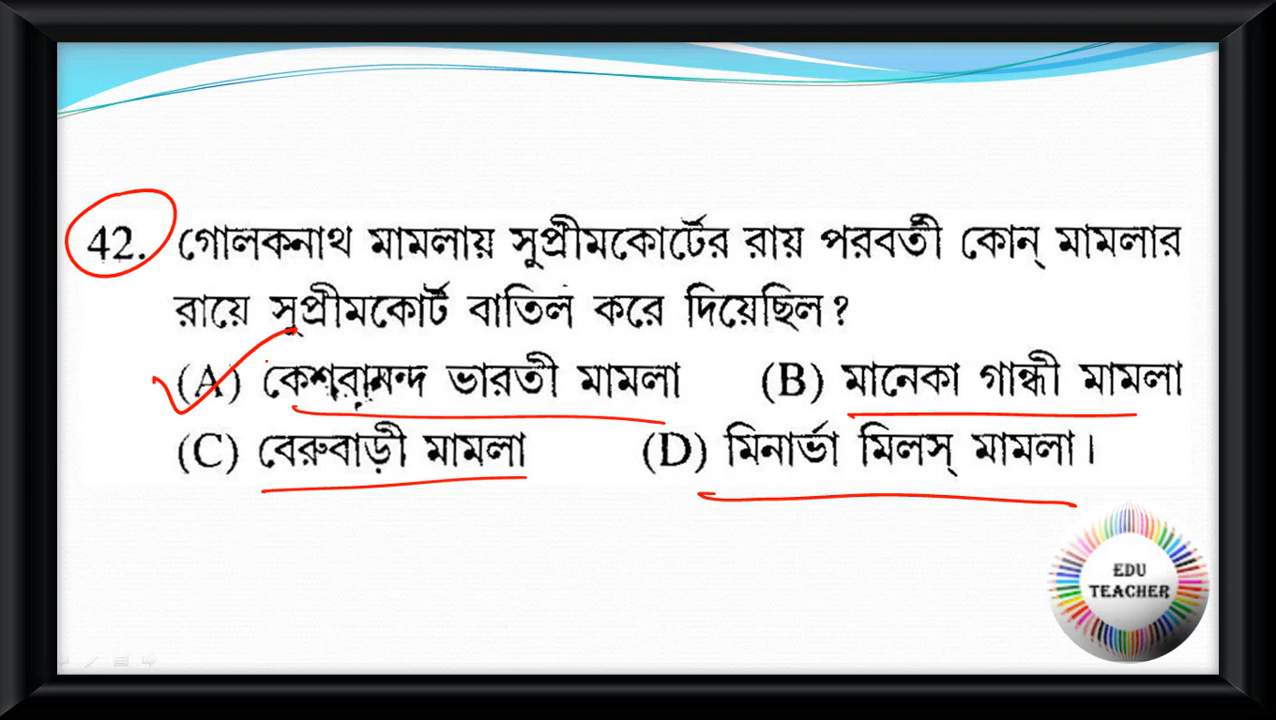 42. গোলকনাথ মামলায় সুপ্রীমকোর্টের রায় পরবর্তী কোন্ মামলার
রায়ে সুপ্রীমকোর্ট বাতিল করে দিয়েছিল?
(A) কেশবানন্দ ভারতী মামলা (B) মানেকা গান্ধী মামলা
(C) বেরুবাড়ী মামলা (D) মিনার্ভা মিলস্ মামলা।
EDU
TEACHER